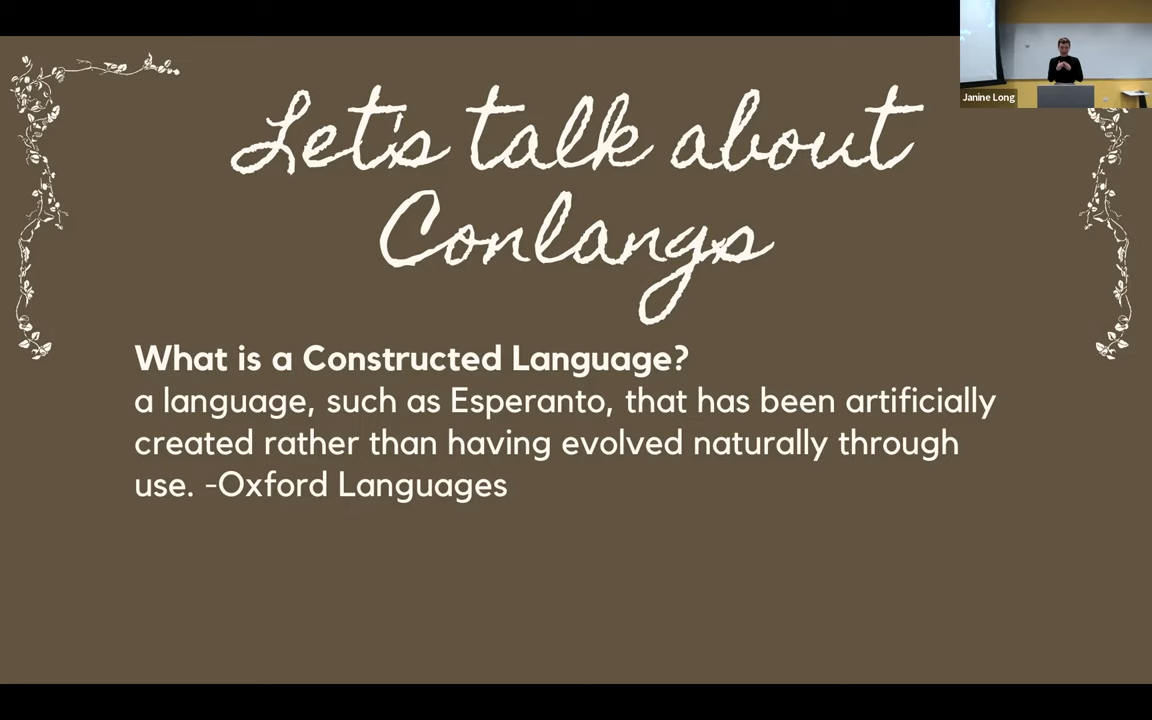 Let's talk about
Conlangs
Janine Long
What is a Constructed Language?
a language, such as Esperanto, that has been artificially
created rather than having evolved naturally through
use. -Oxford Languages